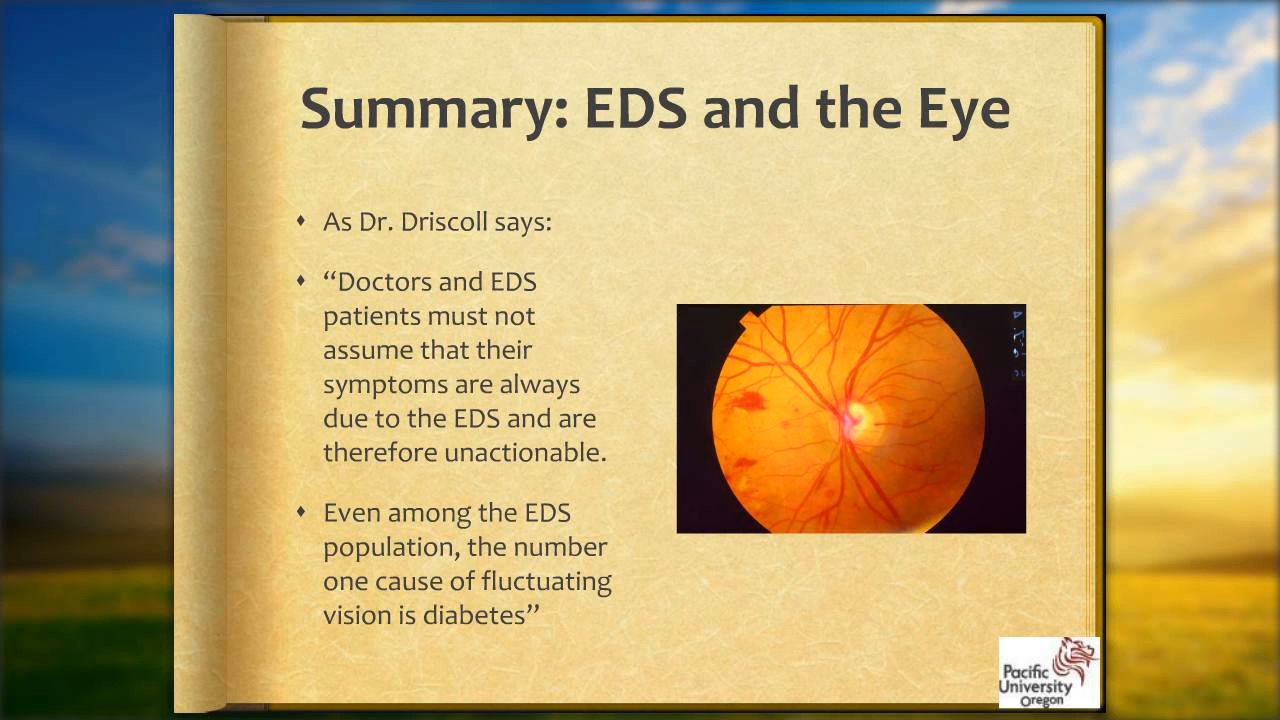 Summary: EDS and the Eye
As Dr. Driscoll says:
“Doctors and EDS
patients must not
assume that their
symptoms are always
due to the EDS and are
therefore unactionable.
Even among the EDS
population, the number
one cause of fluctuating
vision is diabetes”
Pacific
University
Oregon